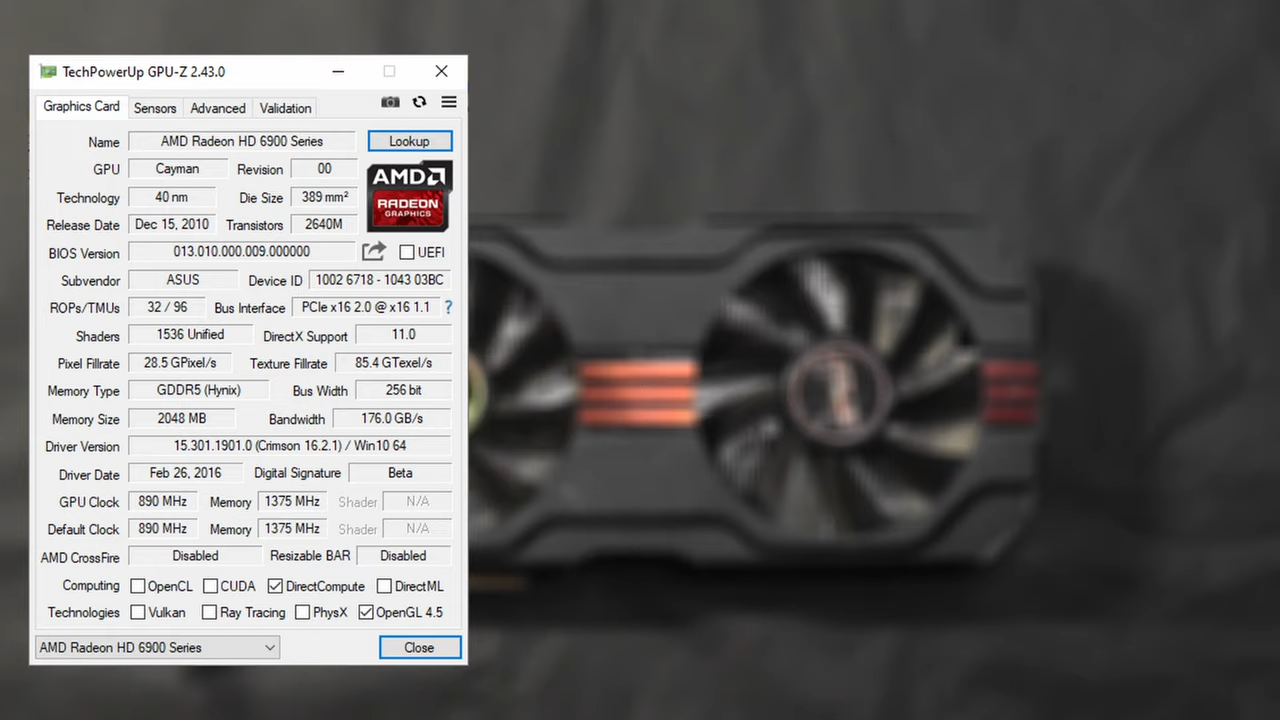 TechPowerUp GPU-Z 2.43.0
Graphics Card Sensors Advanced Validation
Name AMD Radeon HD 6900 Series Lookup
GPU Cayman Revision 00
AMD
RADEON
GRAPHICS
Technology 40 nm Die Size 389 mm²
Release Date Dec 15, 2010 Transistors 2640M
BIOS Version 013.010.000.009.000000 UEFI
Subvendor ASUS Device ID 1002 6718 - 1043 03BC
ROPs/TMUs 32 / 96 Bus Interface PCIe x16 2.0 @ x16 1.1 ?
Shaders 1536 Unified DirectX Support 11.0
Pixel Fillrate 28.5 GPixel/s Texture Fillrate 85.4 GTexel/s
Memory Type GDDR5 (Hynix) Bus Width 256 bit
Memory Size 2048 MB Bandwidth 176.0 GB/s
Driver Version 15.301.1901.0 (Crimson 16.2.1) / Win10 64
Driver Date Feb 26, 2016 Digital Signature Beta
GPU Clock 890 MHz Memory 1375 MHz Shader N/A
Default Clock 890 MHz Memory 1375 MHz Shader N/A
AMD CrossFire Disabled Resizable BAR Disabled
Computing OpenCL CUDA DirectCompute DirectML
Technologies Vulkan Ray Tracing PhysX OpenGL 4.5
AMD Radeon HD 6900 Series Close